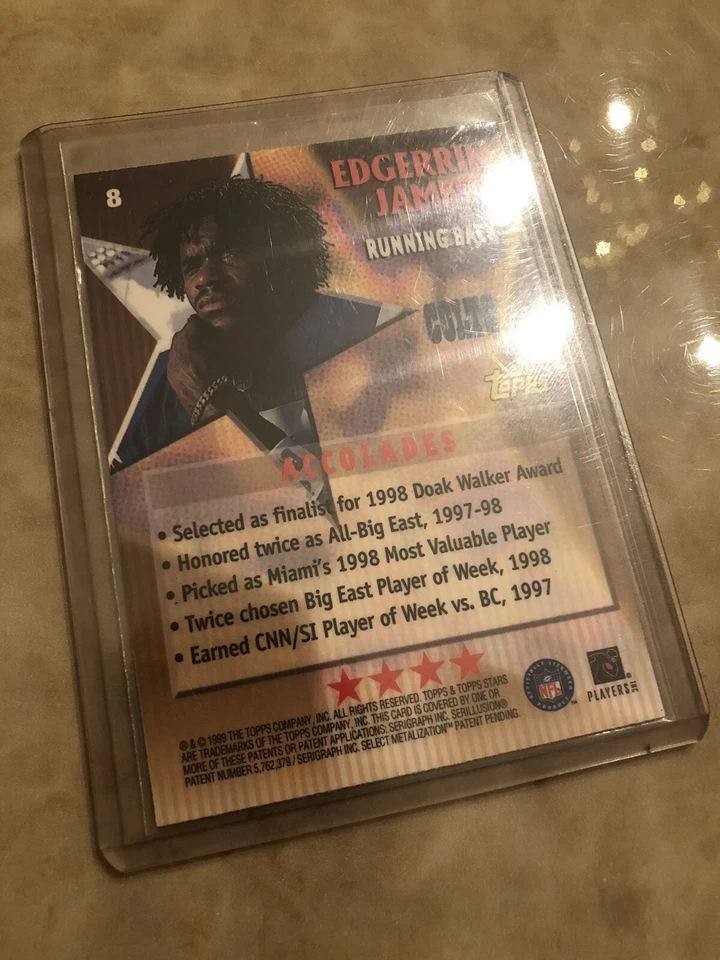 8
EDGERRIN
JAMES
RUNNING BACK
COLTS
Topps
ACCOLADES
• Selected as finalist for 1998 Doak Walker Award
• Honored twice as All-Big East, 1997-98
• Picked as Miami's 1998 Most Valuable Player
• Twice chosen Big East Player of Week, 1998
• Earned CNN/SI Player of Week vs. BC, 1997
® & © 1999 THE TOPPS COMPANY, INC. ALL RIGHTS RESERVED. TOPPS & TOPPS STARS
ARE TRADEMARKS OF THE TOPPS COMPANY, INC. THIS CARD IS COVERED BY ONE OR
MORE OF THESE PATENTS OR PATENT APPLICATIONS: SERIGRAPH INC. SERILLUSION®
PATENT NUMBER 5,762,379 / SERIGRAPH INC. SELECT METALIZATION™ PATENT PENDING.
NFL
PLAYERS INC